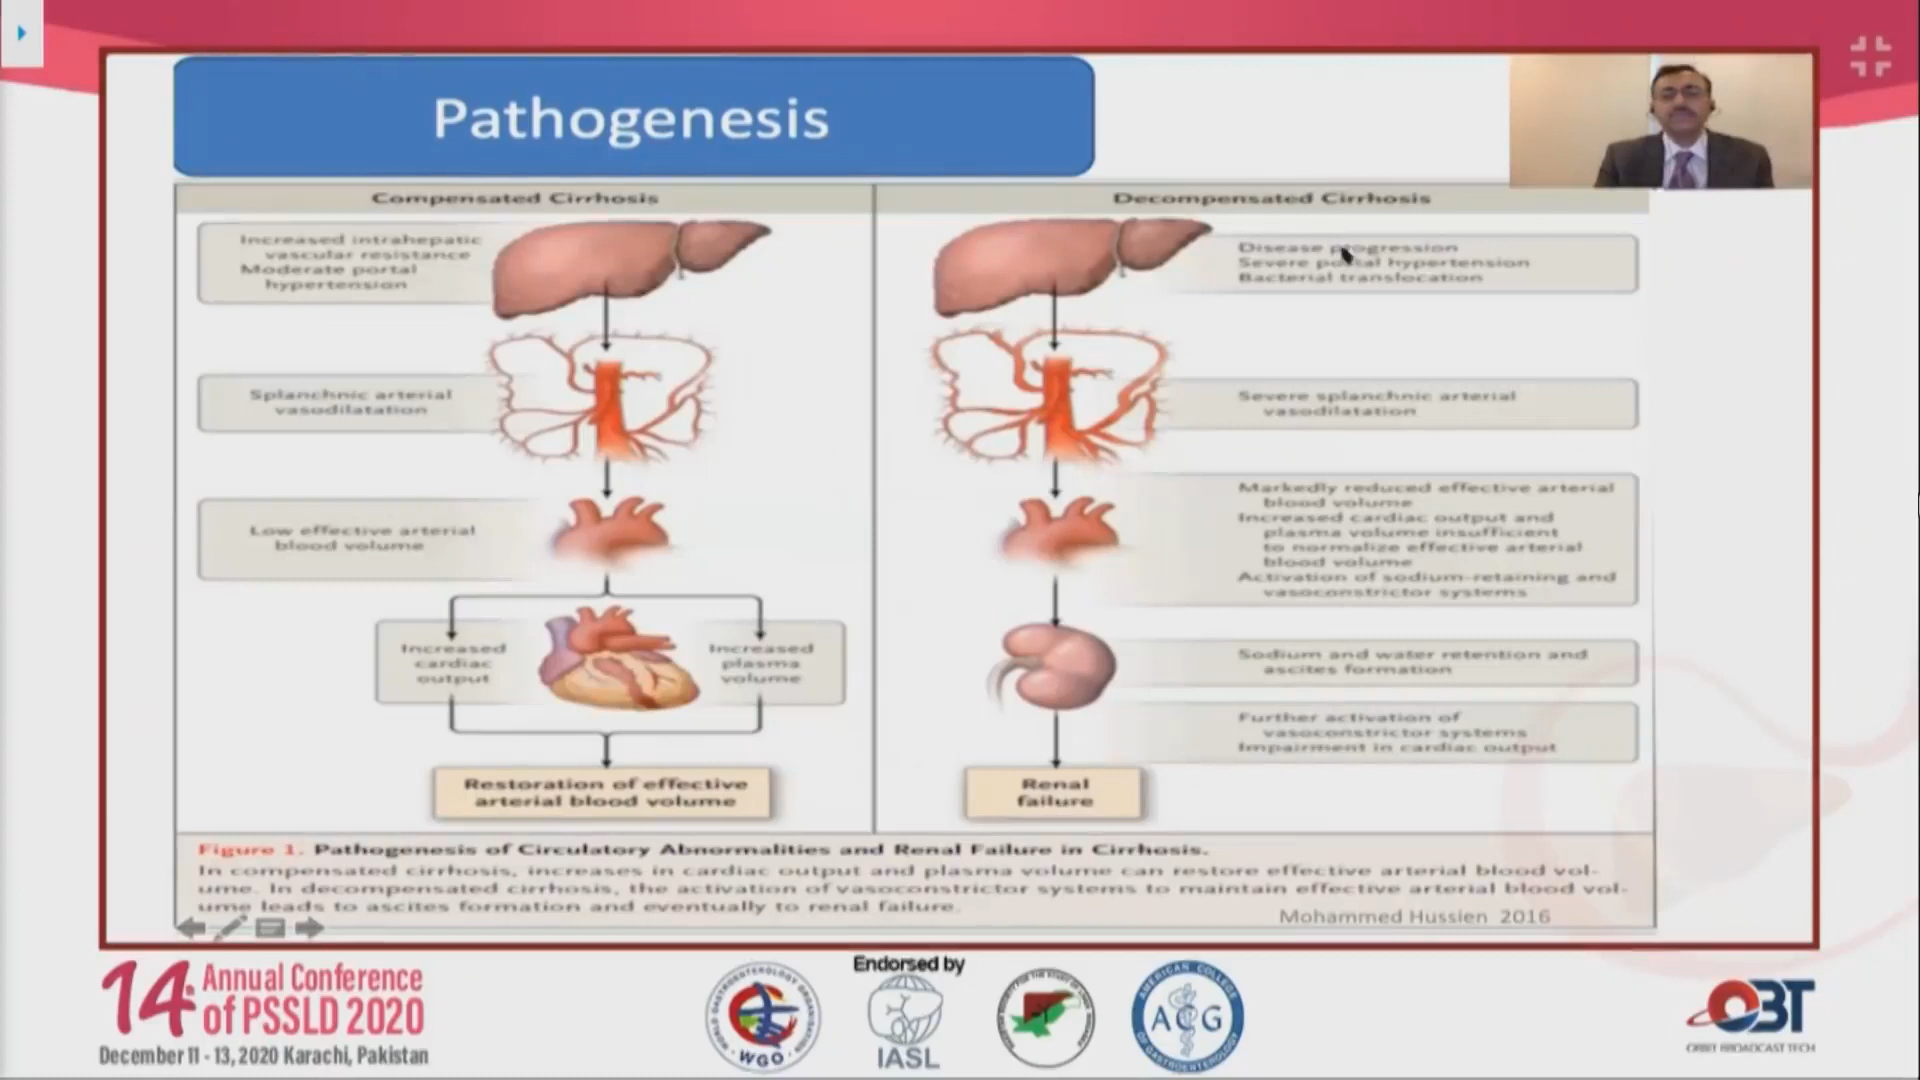 Pathogenesis
Compensated Cirrhosis
Increased intrahepatic
vascular resistance
Moderate portal
hypertension
Splanchnic arterial
vasodilatation
Low effective arterial
blood volume
Increased
cardiac
output
Increased
plasma
volume
Restoration of effective
arterial blood volume
Decompensated Cirrhosis
Disease progression
Severe portal hypertension
Bacterial translocation
Severe splanchnic arterial
vasodilatation
Markedly reduced effective arterial
blood volume
Increased cardiac output and
plasma volume insufficient
to normalize effective arterial
blood volume
Activation of sodium-retaining and
vasoconstrictor systems
Sodium and water retention and
ascites formation
Further activation of
vasoconstrictor systems
Impairment in cardiac output
Renal
failure
Figure 1. Pathogenesis of Circulatory Abnormalities and Renal Failure in Cirrhosis.
In compensated cirrhosis, increases in cardiac output and plasma volume can restore effective arterial blood vol-
ume. In decompensated cirrhosis, the activation of vasoconstrictor systems to maintain effective arterial blood vol-
ume leads to ascites formation and eventually to renal failure.
Mohammed Hussien 2016
14th Annual Conference
of PSSLD 2020
December 11 - 13, 2020 Karachi, Pakistan
Endorsed by
WORLD GASTROENTEROLOGY ORGANISATION
WGO
IASL
AMERICAN COLLEGE
ACG
OF GASTROENTEROLOGY
OBT
ORBIT BROADCAST TECH